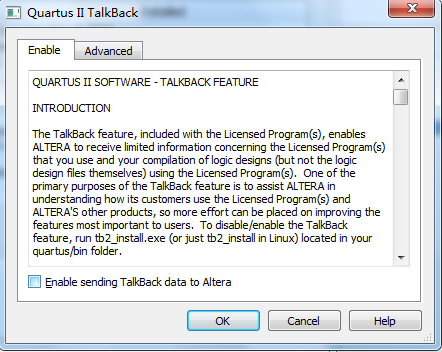 Quartus II TalkBack
Enable
Advanced
QUARTUS II SOFTWARE - TALKBACK FEATURE
INTRODUCTION
The TalkBack feature, included with the Licensed Program(s), enables
ALTERA to receive limited information concerning the Licensed Program(s)
that you use and your compilation of logic designs (but not the logic
design files themselves) using the Licensed Program(s).  One of the
primary purposes of the TalkBack feature is to assist ALTERA in
understanding how its customers use the Licensed Program(s) and
ALTERA'S other products, so more effort can be placed on improving the
features most important to users.  To disable/enable the TalkBack
feature, run tb2_install.exe (or just tb2_install in Linux) located in your
quartus/bin folder.
Enable sending TalkBack data to Altera
OK
Cancel
Help